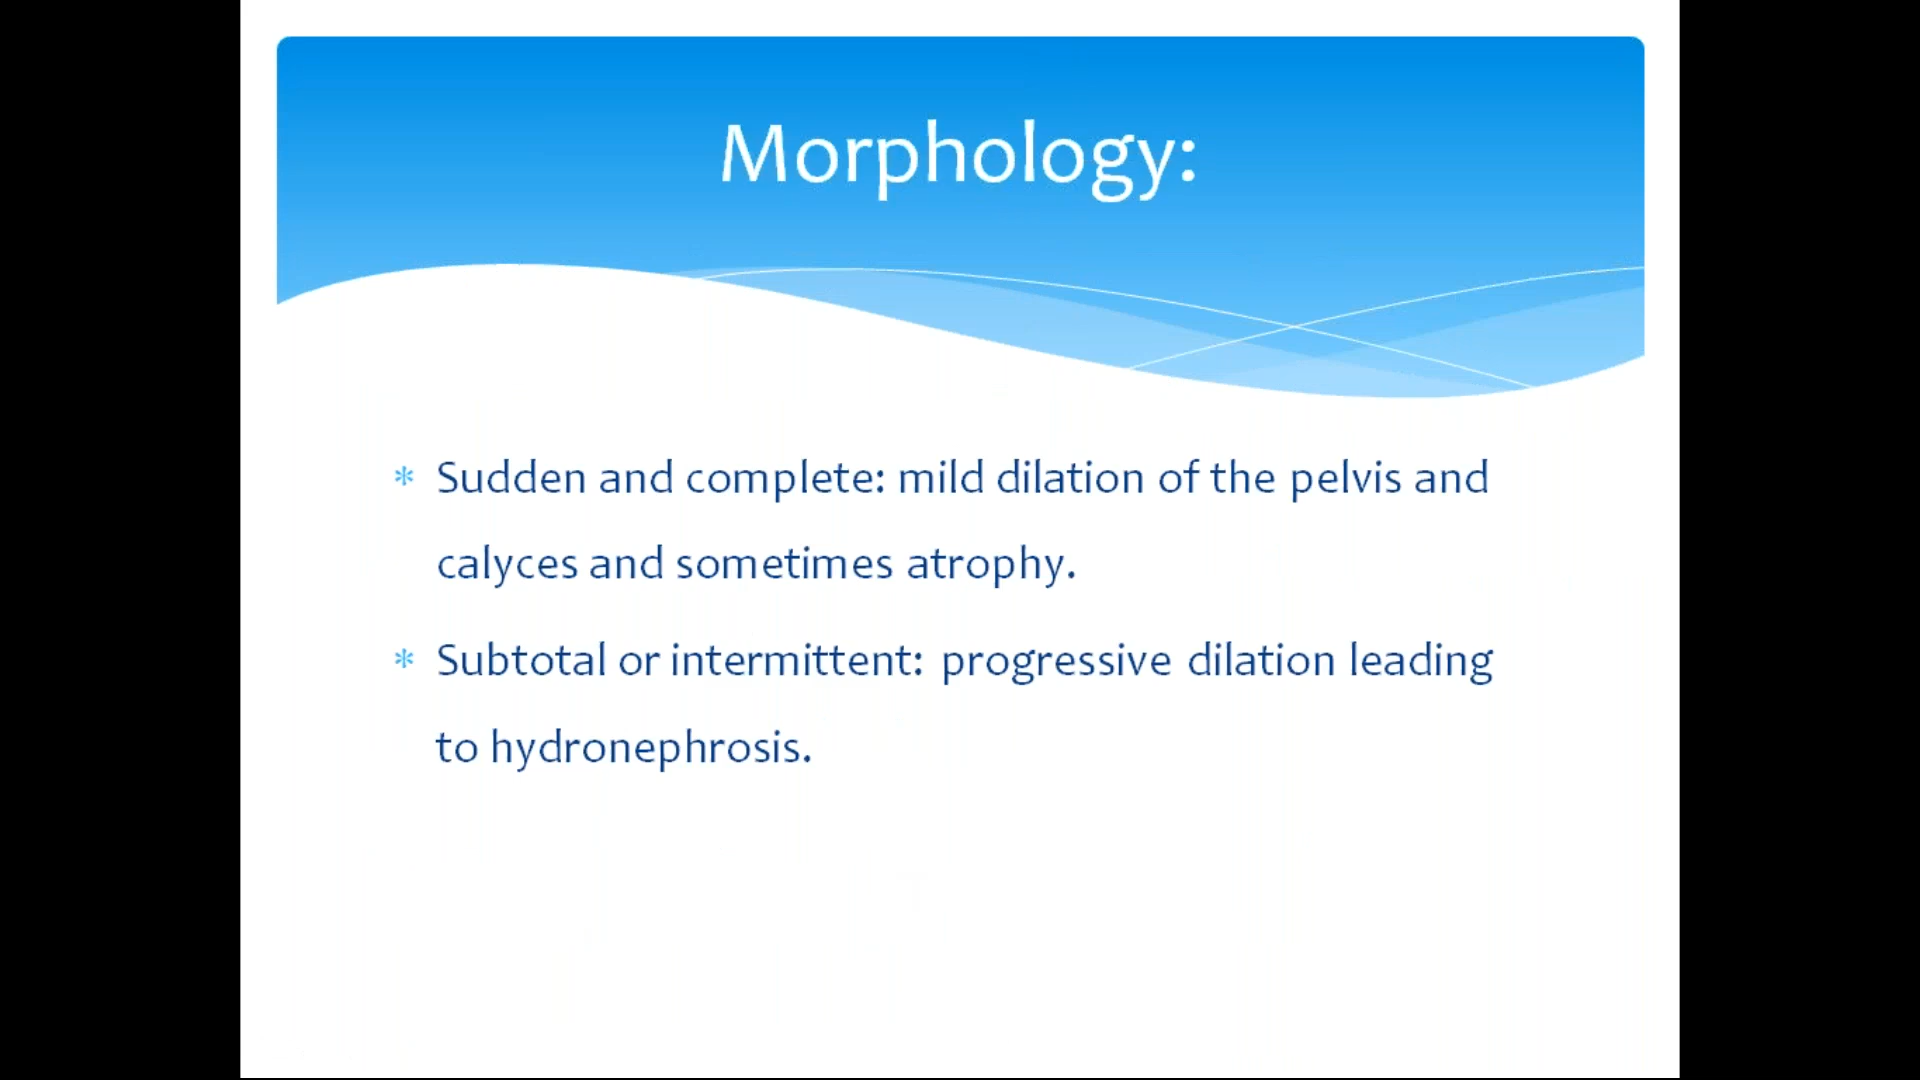 Morphology:
* Sudden and complete: mild dilation of the pelvis and
calyces and sometimes atrophy.
* Subtotal or intermittent: progressive dilation leading
to hydronephrosis.